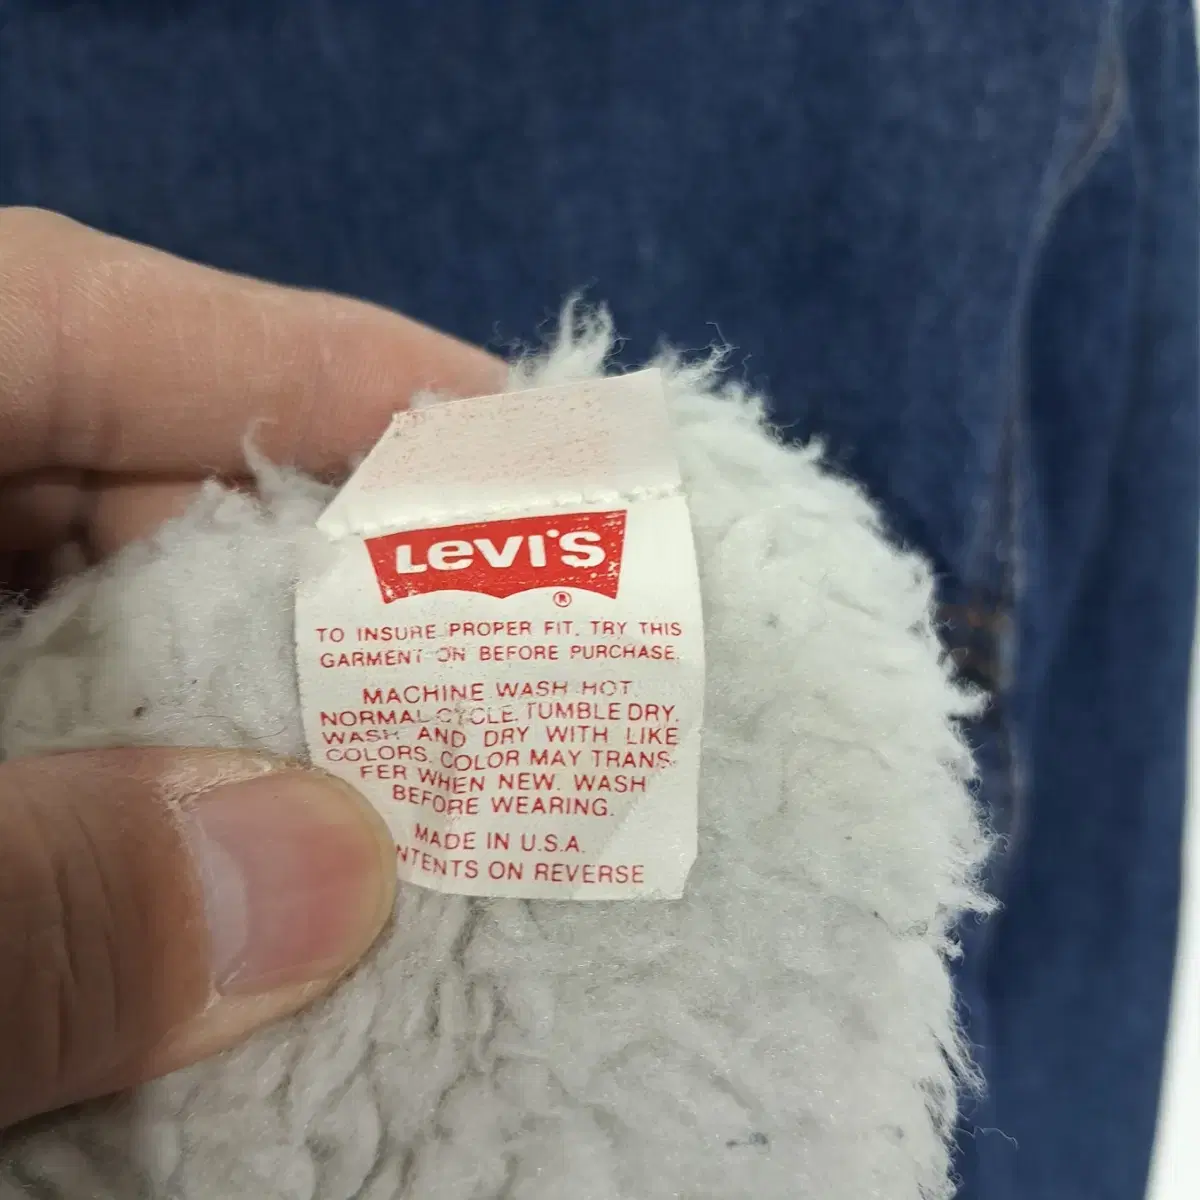 LEVI'S
®
TO INSURE PROPER FIT, TRY THIS
GARMENT ON BEFORE PURCHASE.
MACHINE WASH HOT,
NORMAL CYCLE. TUMBLE DRY.
WASH AND DRY WITH LIKE
COLORS. COLOR MAY TRANS-
FER WHEN NEW. WASH
BEFORE WEARING.
MADE IN U.S.A.
NTENTS ON REVERSE